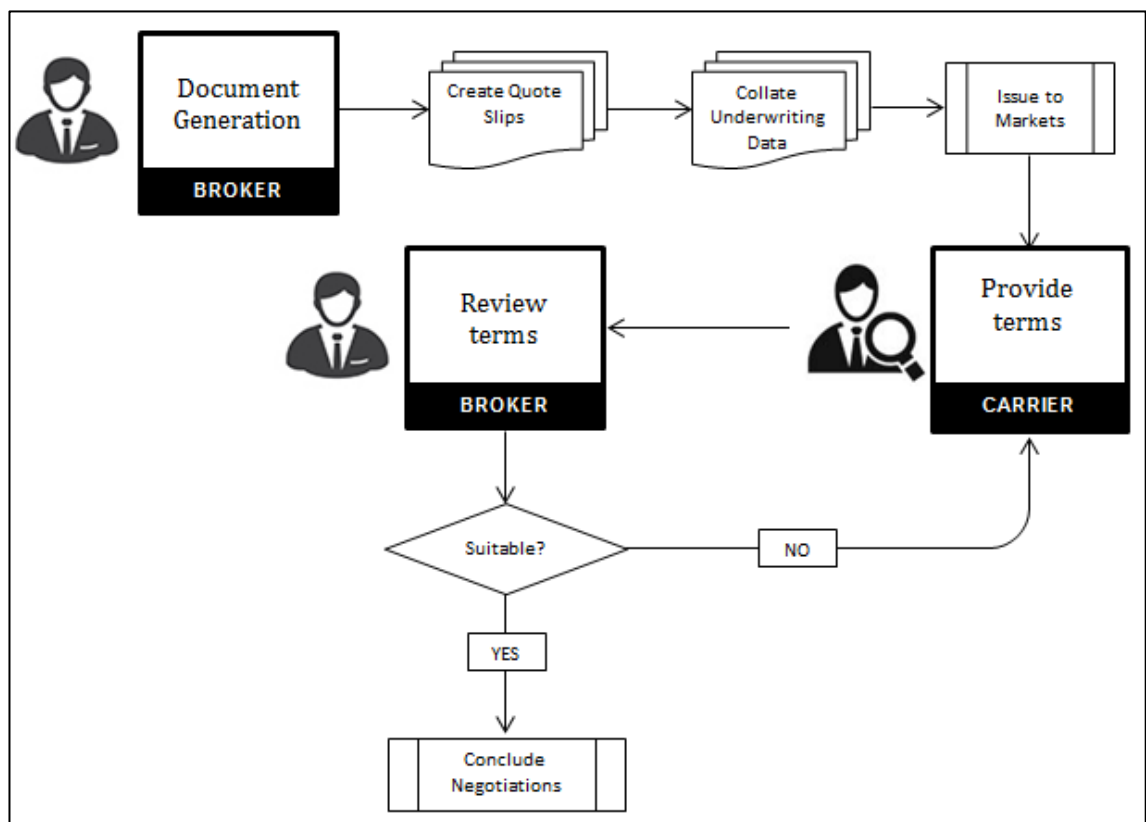 Document
Generation
BROKER
Create Quote
Slips
Collate
Underwriting
Data
Issue to
Markets
Review
terms
BROKER
Provide
terms
CARRIER
Suitable?
NO
YES
Conclude
Negotiations